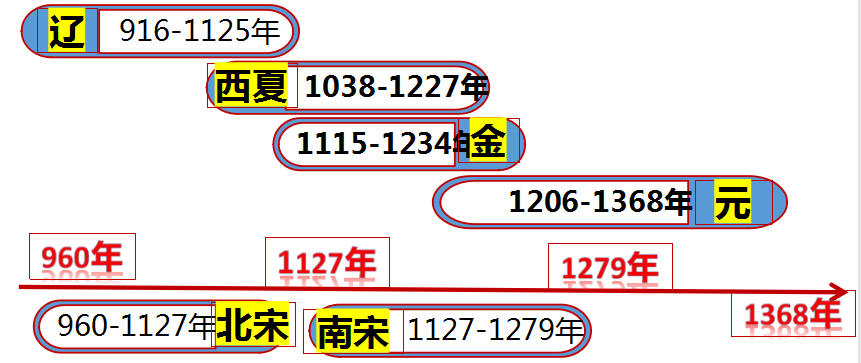 辽 916-1125年
西夏 1038-1227年
1115-1234年 金
1206-1368年 元
960年
1127年
1279年
1368年
960-1127年 北宋
南宋 1127-1279年